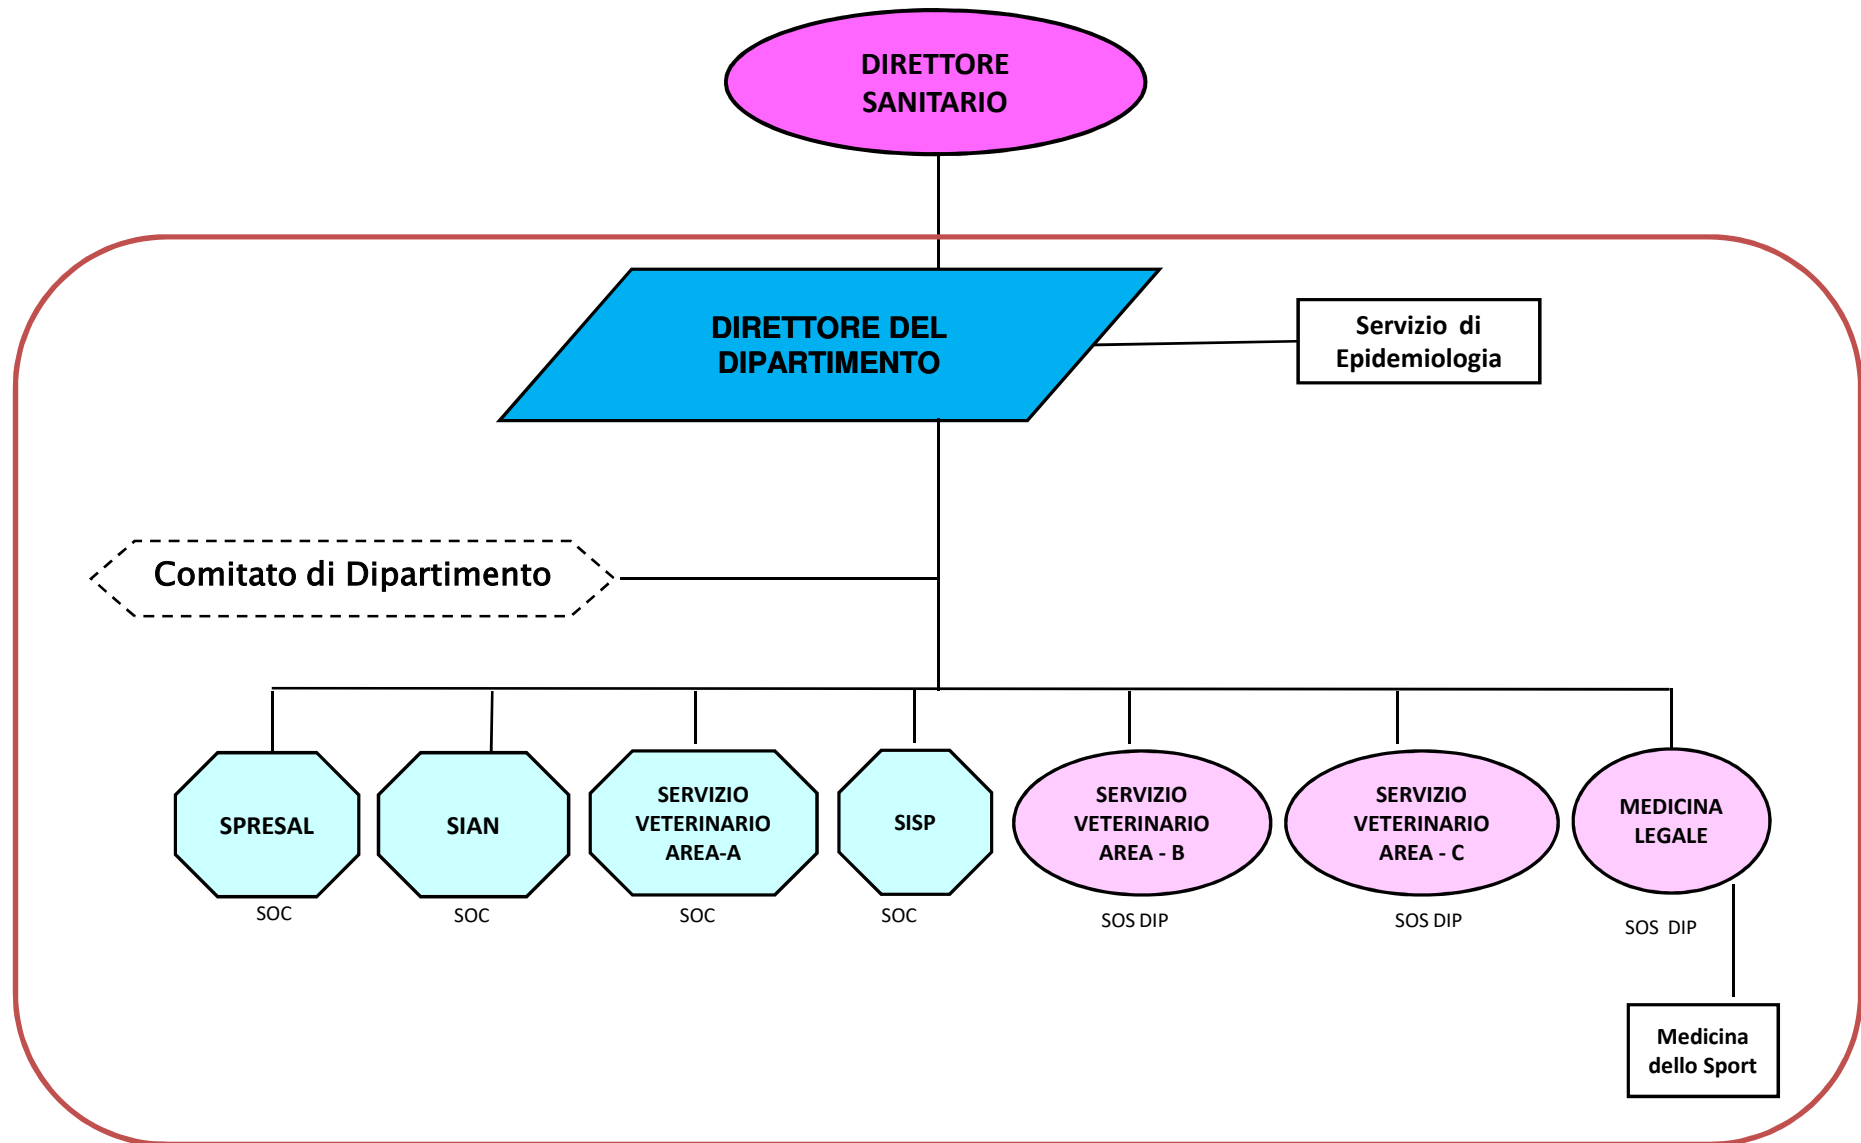 DIRETTORE
SANITARIO
DIRETTORE DEL
DIPARTIMENTO
Servizio di
Epidemiologia
Comitato di Dipartimento
SPRESAL
SOC
SIAN
SOC
SERVIZIO
VETERINARIO
AREA-A
SOC
SISP
SOC
SERVIZIO
VETERINARIO
AREA - B
SOS DIP
SERVIZIO
VETERINARIO
AREA - C
SOS DIP
MEDICINA
LEGALE
SOS DIP
Medicina
dello Sport